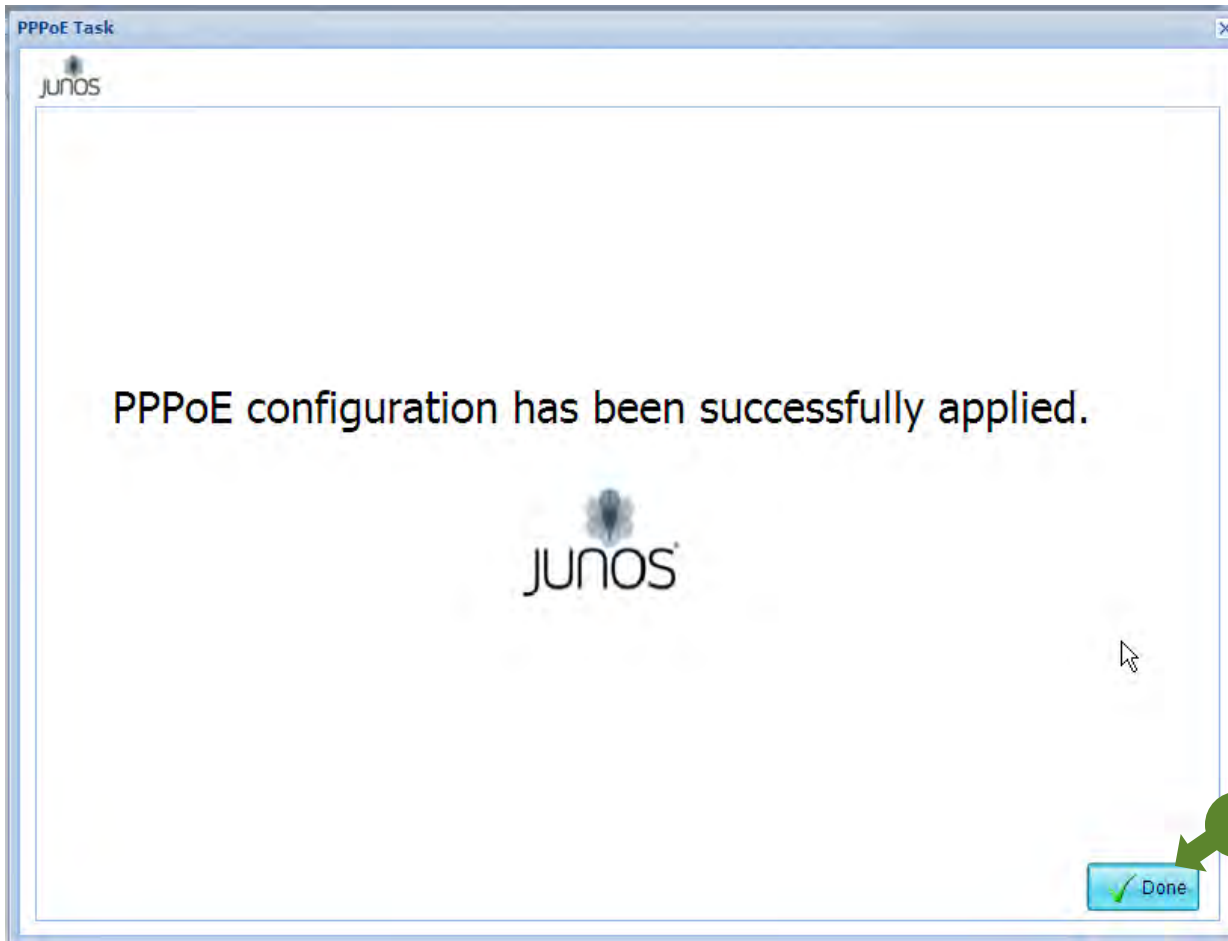 PPPoE Task
JUNOS
PPPoE configuration has been successfully applied.
JUNOS
Done